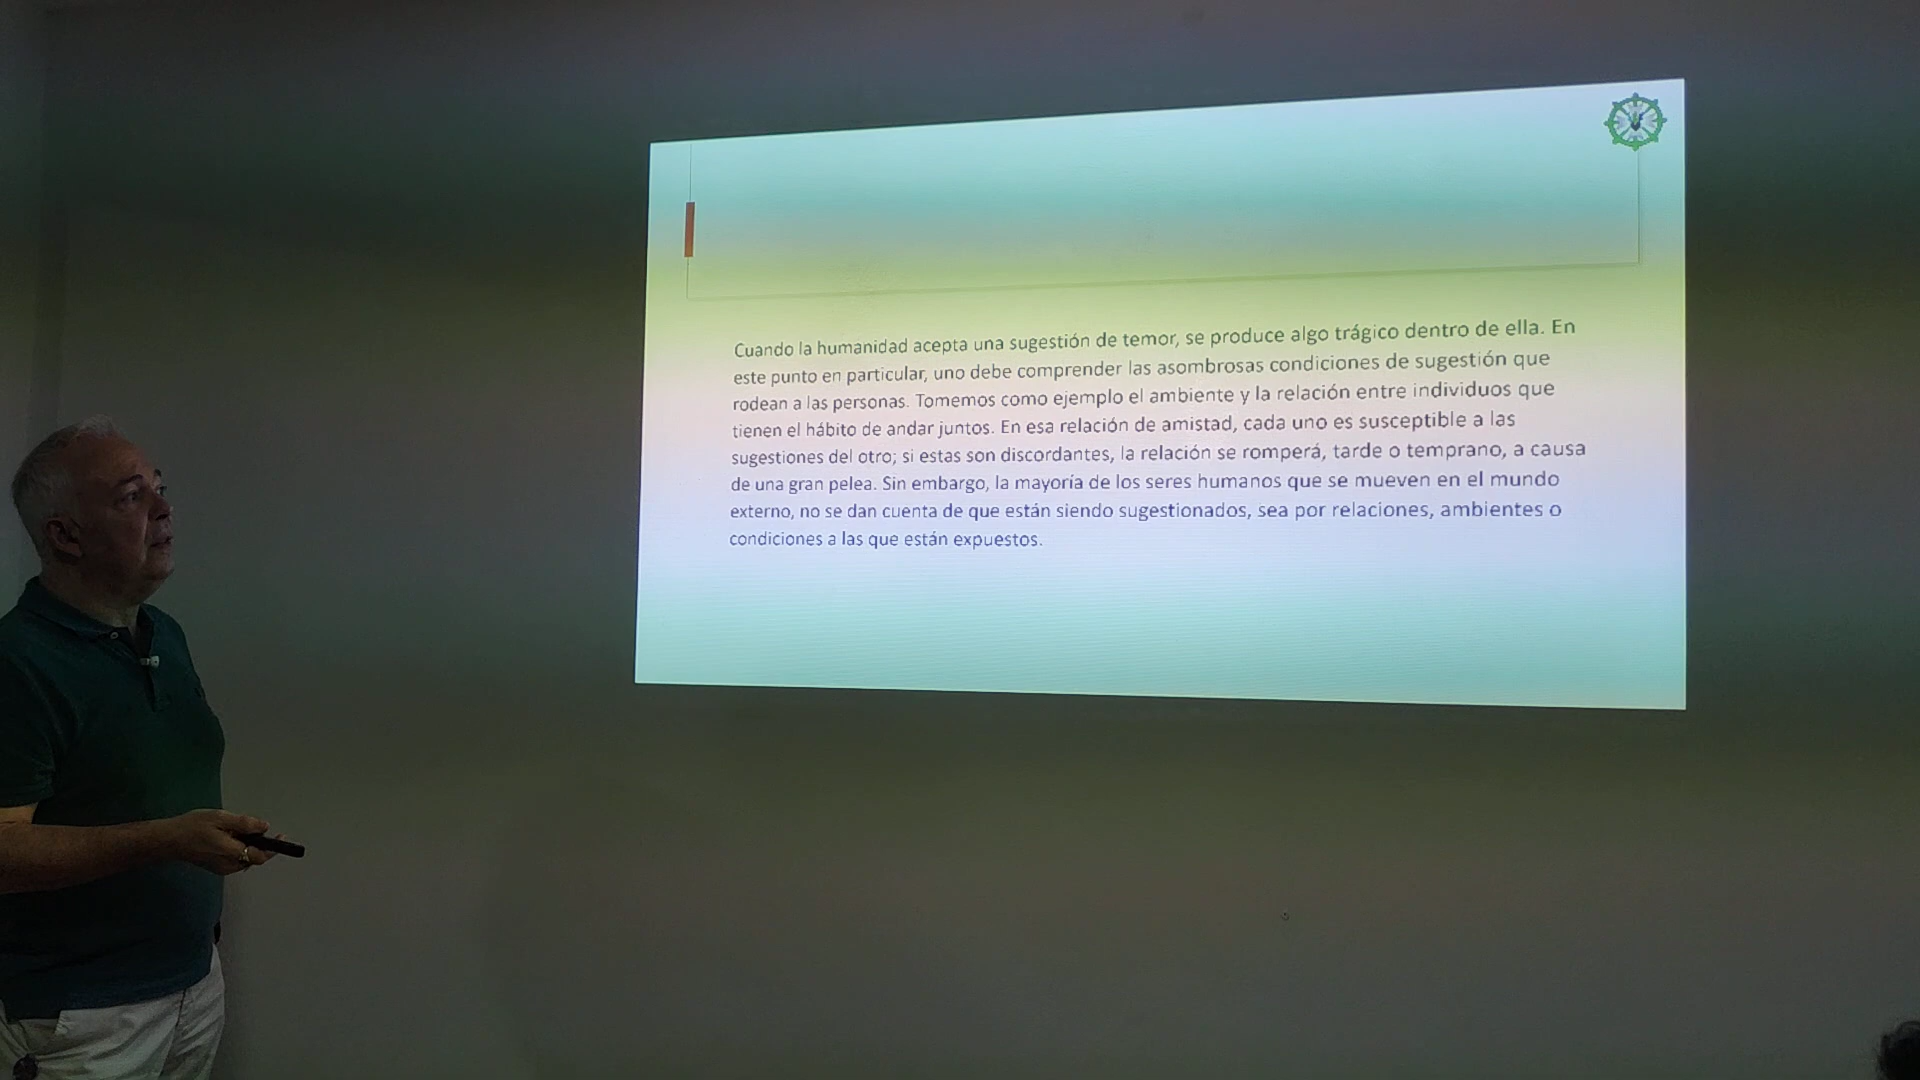 Cuando la humanidad acepta una sugestión de temor, se produce algo trágico dentro de ella. En
este punto en particular, uno debe comprender las asombrosas condiciones de sugestión que
rodean a las personas. Tomemos como ejemplo el ambiente y la relación entre individuos que
tienen el hábito de andar juntos. En esa relación de amistad, cada uno es susceptible a las
sugestiones del otro; si estas son discordantes, la relación se romperá, tarde o temprano, a causa
de una gran pelea. Sin embargo, la mayoría de los seres humanos que se mueven en el mundo
externo, no se dan cuenta de que están siendo sugestionados, sea por relaciones, ambientes o
condiciones a las que están expuestos.